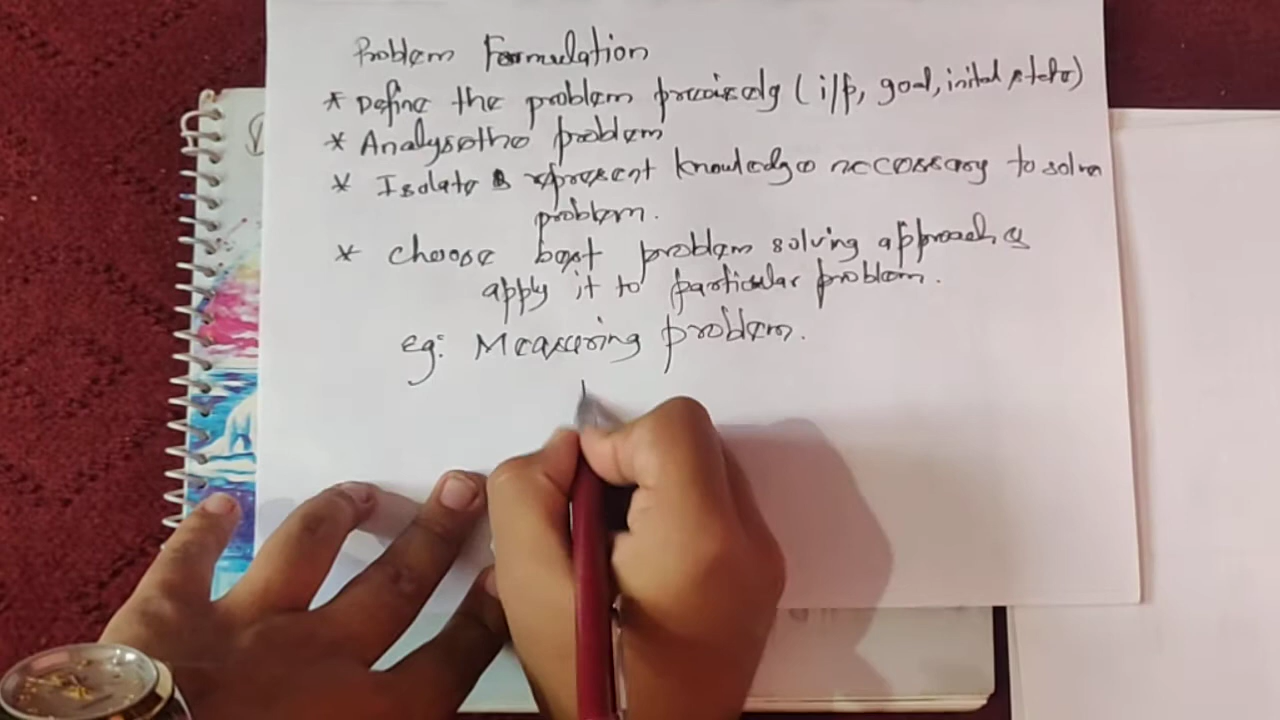 Problem Formulation
* Define the problem precisely (i/p, goal, initial state)
* Analyse the problem
* Isolate & represent knowledge necessary to solve
problem.
* choose best problem solving approach &
apply it to particular problem.
eg: Measuring problem.